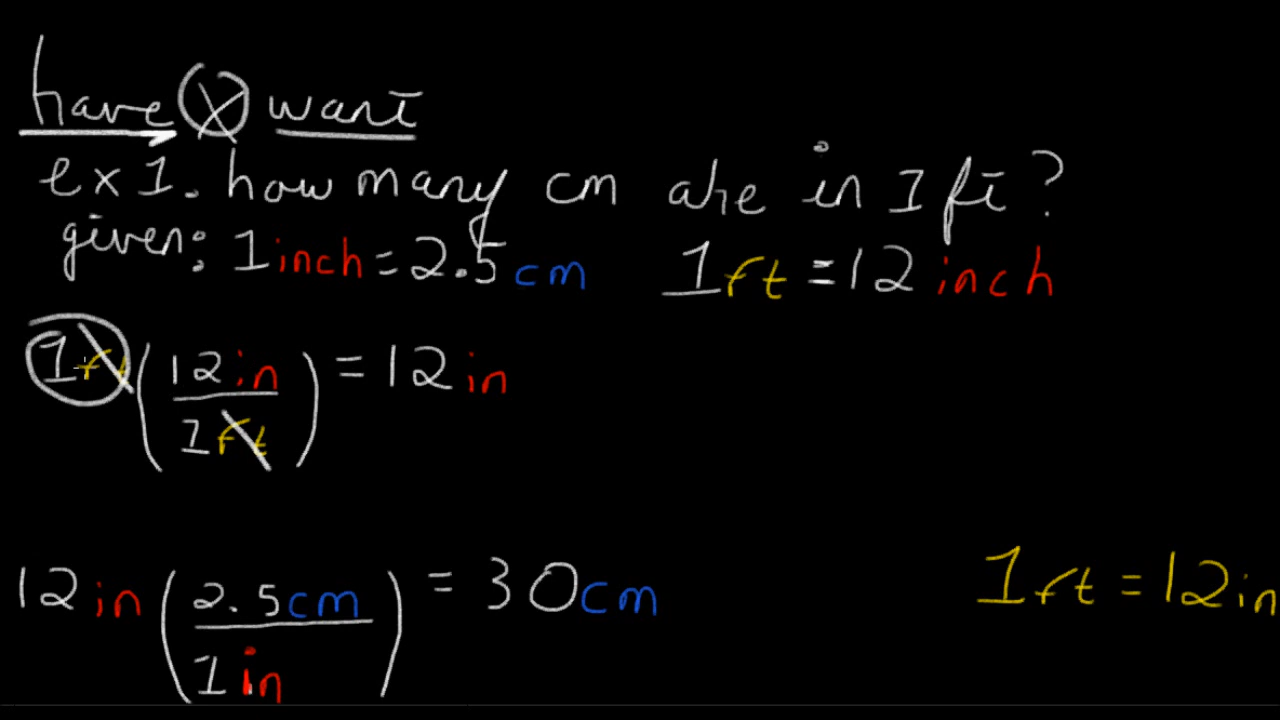 have X want
ex 1. how many cm are in 1 ft?
given: 1 inch = 2.5 cm 1 ft = 12 inch
1 ft (12 in / 1 ft) = 12 in
12 in (2.5 cm / 1 in) = 30 cm
1 ft = 12 in